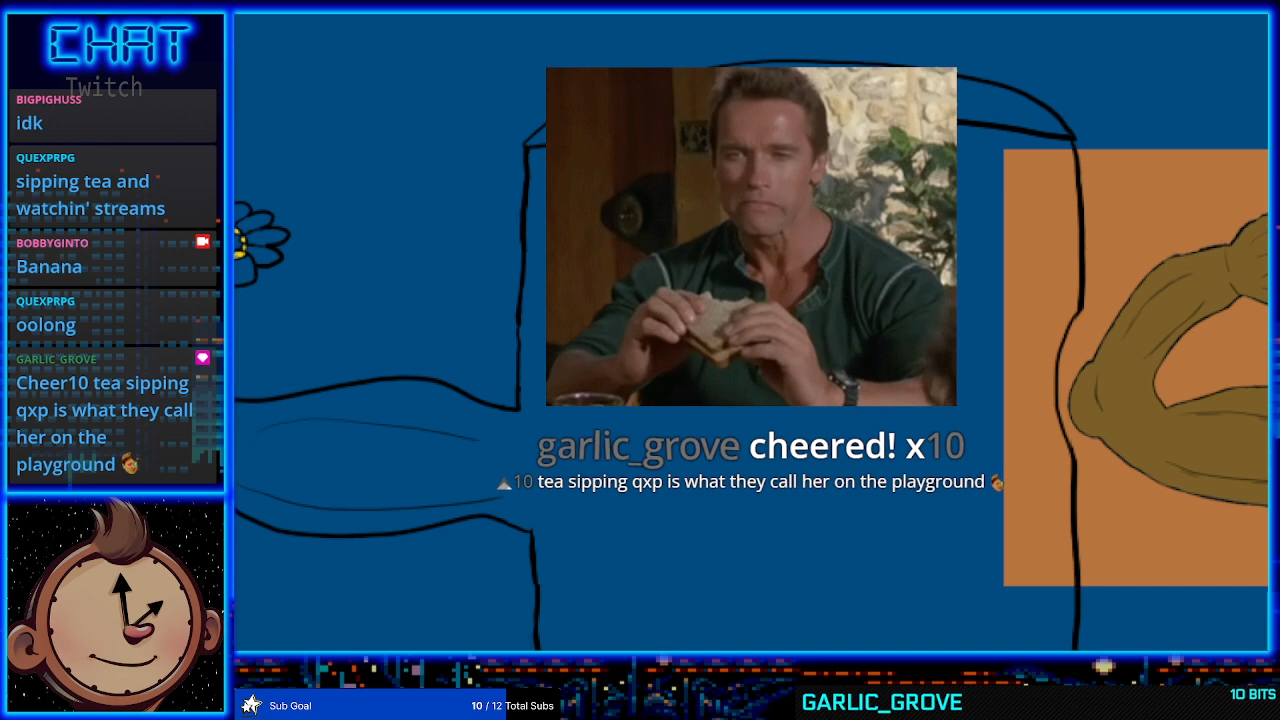 CHAT
Twitch
BIGPIGHUSS
idk
QUEXPRPG
sipping tea and
watchin' streams
BOBBYGINTO
Banana
QUEXPRPG
oolong
GARLIC_GROVE
Cheer10 tea sipping
qxp is what they call
her on the
playground
garlic_grove cheered! x10
10 tea sipping qxp is what they call her on the playground
Sub Goal
10 / 12 Total Subs
GARLIC_GROVE
10 BITS